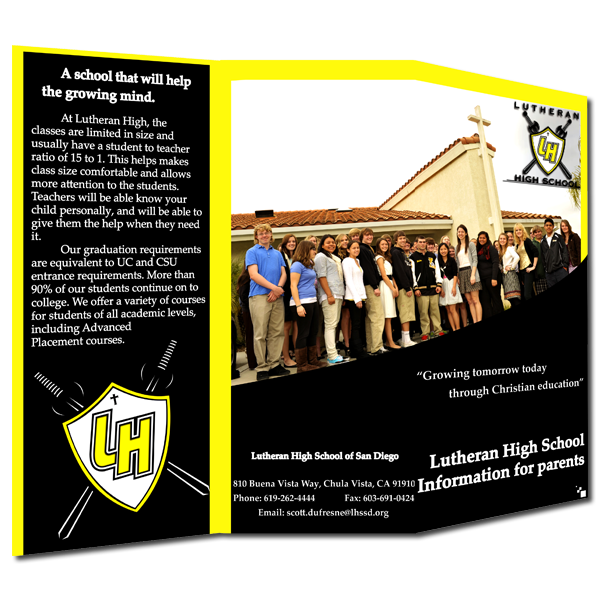 A school that will help
the growing mind.
At Lutheran High, the
classes are limited in size and
usually have a student to teacher
ratio of 15 to 1. This helps makes
class size comfortable and allows
more attention to the students.
Teachers will be able know your
child personally, and will be able to
give them the help when they need
it.
Our graduation requirements
are equivalent to UC and CSU
entrance requirements. More than
90% of our students continue on to
college. We offer a variety of courses
for students of all academic levels,
including Advanced
Placement courses.
LH
Lutheran High School of San Diego
810 Buena Vista Way, Chula Vista, CA 91910
Phone: 619-262-4444 Fax: 603-691-0424
Email: scott.dufresne@lhssd.org
LUTHERAN
LH
HIGH SCHOOL
“Growing tomorrow today
through Christian education”
Lutheran High School
Information for parents